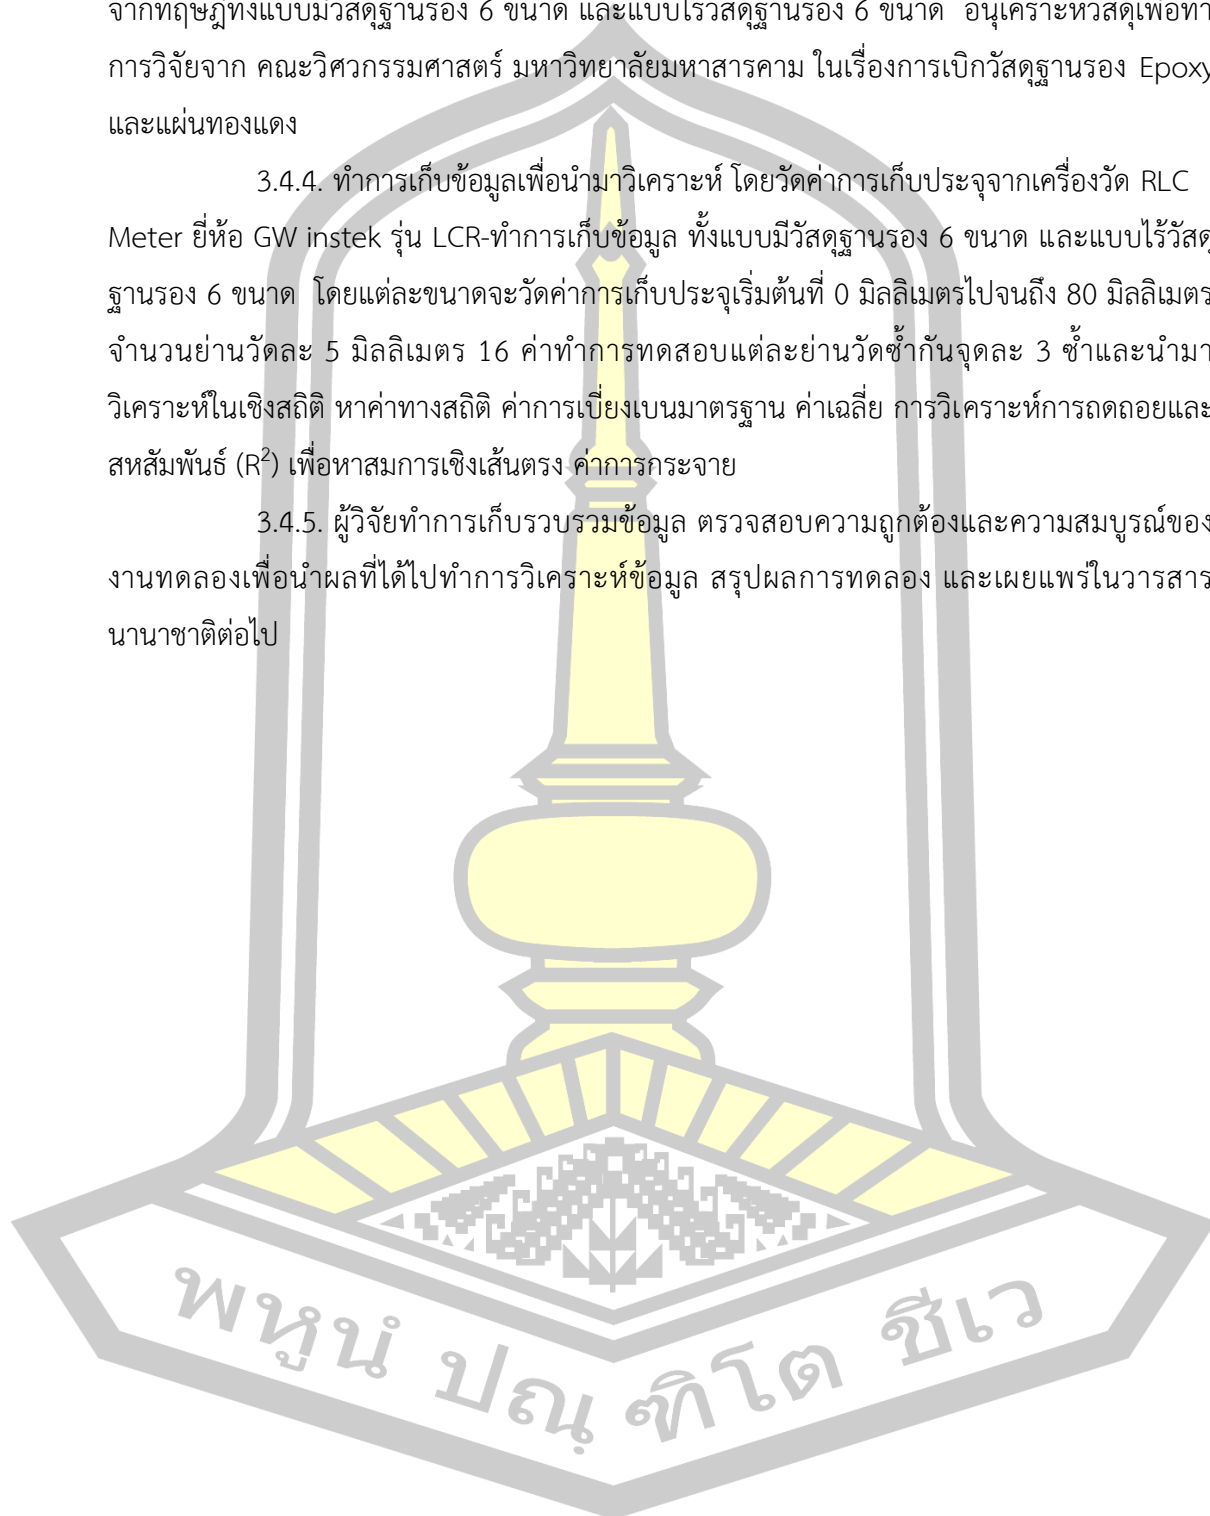 จากทฤษฎีทั้งแบบมีวัสดุฐานรอง 6 ขนาด และแบบไร้วัสดุฐานรอง 6 ขนาด อนุเคราะห์วัสดุเพื่อทำ
การวิจัยจาก คณะวิศวกรรมศาสตร์ มหาวิทยาลัยมหาสารคาม ในเรื่องการเบิกวัสดุฐานรอง Epoxy
และแผ่นทองแดง
3.4.4. ทำการเก็บข้อมูลเพื่อนำมาวิเคราะห์ โดยวัดค่าการเก็บประจุจากเครื่องวัด RLC
Meter ยี่ห้อ GW instek รุ่น LCR-ทำการเก็บข้อมูล ทั้งแบบมีวัสดุฐานรอง 6 ขนาด และแบบไร้วัสดุ
ฐานรอง 6 ขนาด โดยแต่ละขนาดจะวัดค่าการเก็บประจุเริ่มต้นที่ 0 มิลลิเมตรไปจนถึง 80 มิลลิเมตร
จำนวนย่านวัดละ 5 มิลลิเมตร 16 ค่าทำการทดสอบแต่ละย่านวัดซ้ำกันจุดละ 3 ซ้ำและนำมา
วิเคราะห์ในเชิงสถิติ หาค่าทางสถิติ ค่าการเบี่ยงเบนมาตรฐาน ค่าเฉลี่ย การวิเคราะห์การถดถอยและ
สหสัมพันธ์ (R²) เพื่อหาสมการเชิงเส้นตรง ค่าการกระจาย
3.4.5. ผู้วิจัยทำการเก็บรวบรวมข้อมูล ตรวจสอบความถูกต้องและความสมบูรณ์ของ
งานทดลองเพื่อนำผลที่ได้ไปทำการวิเคราะห์ข้อมูล สรุปผลการทดลอง และเผยแพร่ในวารสาร
นานาชาติต่อไป
พหูนํ ปณฺฑิโต ชีเว